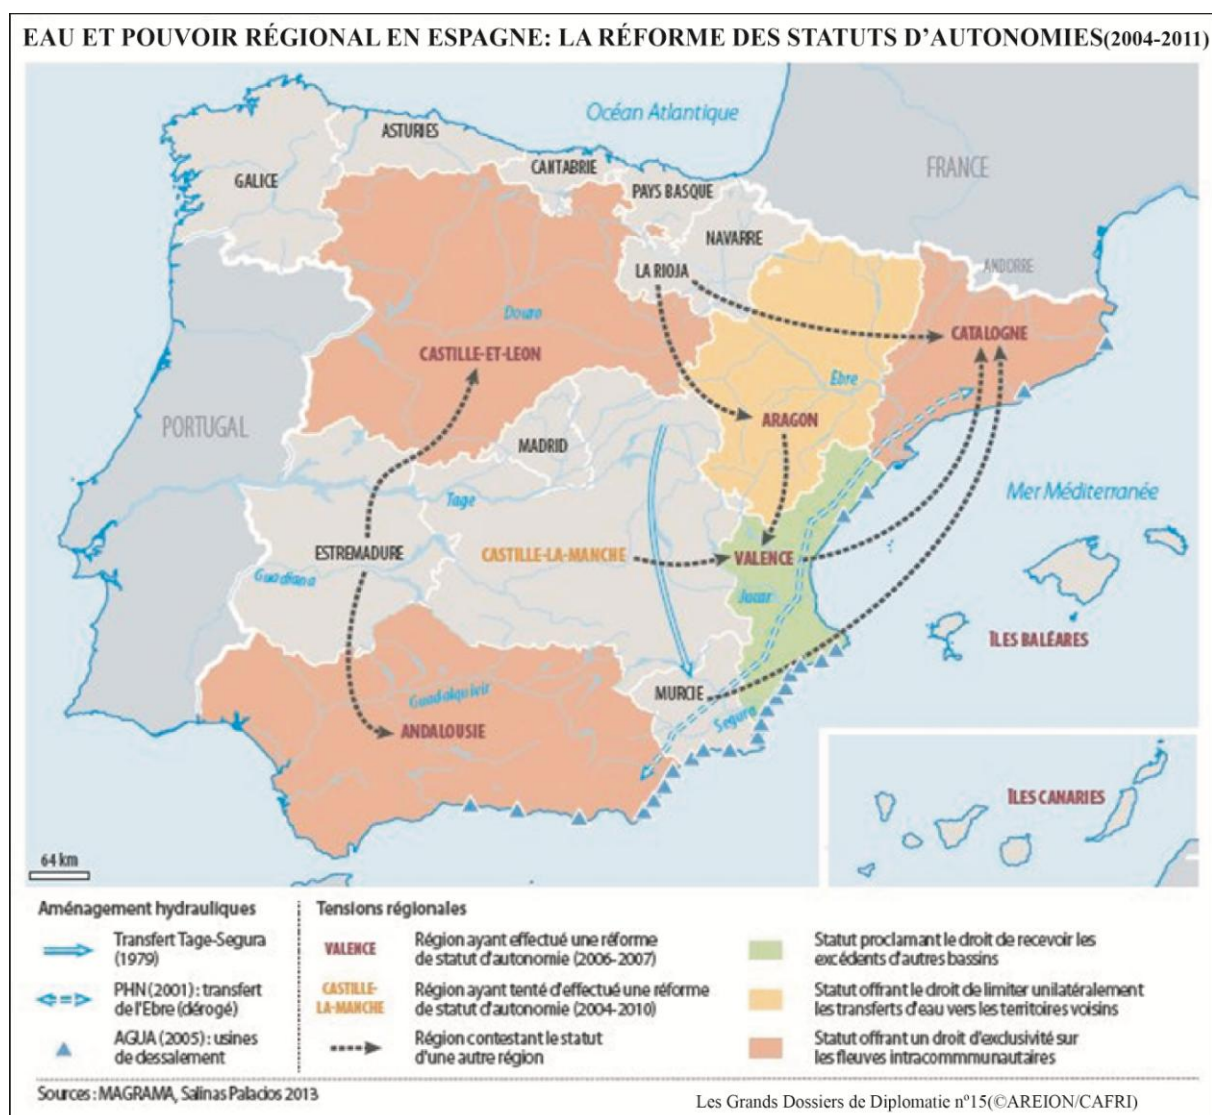 EAU ET POUVOIR RÉGIONAL EN ESPAGNE: LA RÉFORME DES STATUTS D'AUTONOMIES(2004-2011)
Océan Atlantique
ASTURIES
CANTABRIE
GALICE
PAYS BASQUE
FRANCE
NAVARRE
LA RIOJA
ANDORRE
Douro
CASTILLE-ET-LEON
CATALOGNE
Èbre
ARAGON
PORTUGAL
MADRID
Mer Méditerranée
Tage
ESTREMADURE
CASTILLE-LA-MANCHE
VALENCE
Guadiana
Jucar
ÎLES BALÉARES
MURCIE
Guadalquivir
Segura
ANDALOUSIE
ÎLES CANARIES
64 km
Aménagement hydrauliques
Transfert Tage-Segura
(1979)
PHN (2001) : transfert
de l'Ebre (dérogé)
AGUA (2005) : usines
de dessalement
Tensions régionales
VALENCE
Région ayant effectué une réforme
de statut d'autonomie (2006-2007)
CASTILLE-
LA-MANCHE
Région ayant tenté d'effectué une réforme
de statut d'autonomie (2004-2010)
Région contestant le statut
d'une autre région
Statut proclamant le droit de recevoir les
excédents d'autres bassins
Statut offrant le droit de limiter unilatéralement
les transferts d'eau vers les territoires voisins
Statut offrant un droit d'exclusivité sur
les fleuves intracommmunautaires
Sources : MAGRAMA, Salinas Palacios 2013
Les Grands Dossiers de Diplomatie nº15(©AREION/CAFRI)